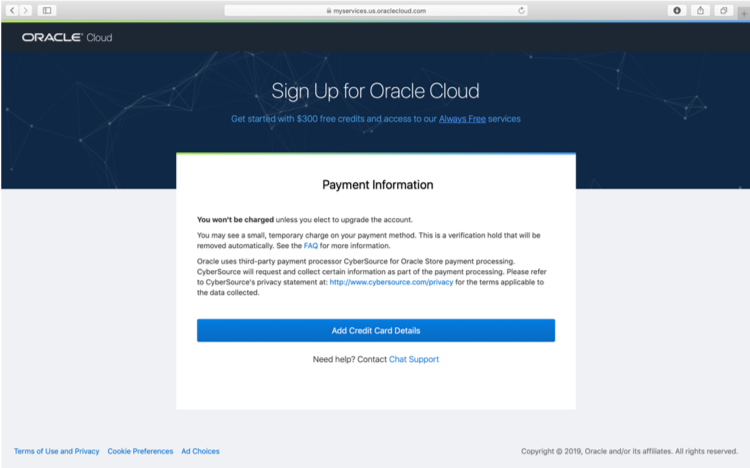 myservices.us.oraclecloud.com
ORACLE Cloud
Sign Up for Oracle Cloud
Get started with $300 free credits and access to our Always Free services
Payment Information
You won't be charged unless you elect to upgrade the account.
You may see a small, temporary charge on your payment method. This is a verification hold that will be
removed automatically. See the FAQ for more information.
Oracle uses third-party payment processor CyberSource for Oracle Store payment processing.
CyberSource will request and collect certain information as part of the payment processing. Please refer
to CyberSource's privacy statement at: http://www.cybersource.com/privacy for the terms applicable to
the data collected.
Add Credit Card Details
Need help? Contact Chat Support
Terms of Use and Privacy Cookie Preferences Ad Choices
Copyright © 2019, Oracle and/or its affiliates. All rights reserved.